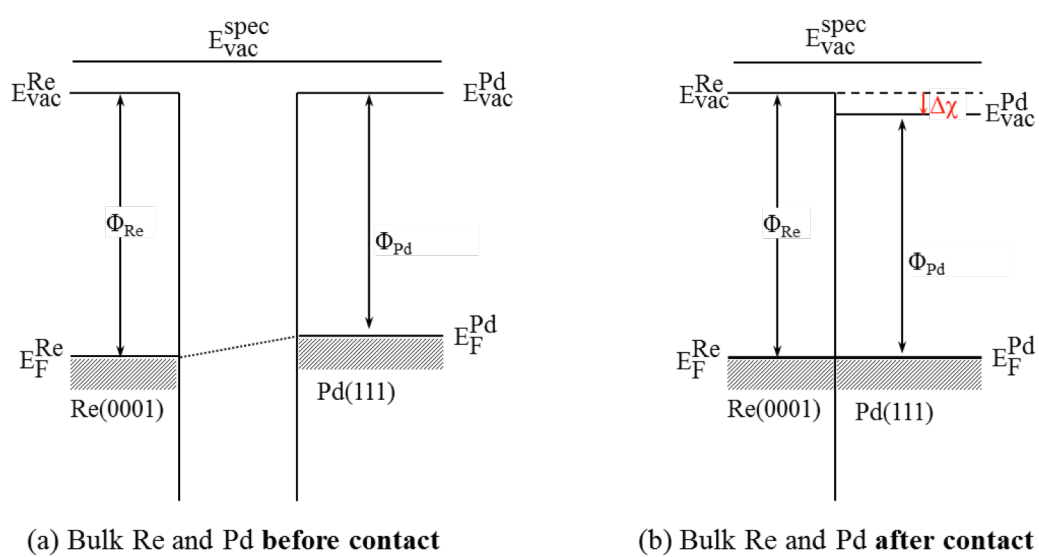 E_vac^spec
E_vac^Re
E_vac^Pd
Φ_Re
Φ_Pd
E_F^Re
E_F^Pd
Re(0001)
Pd(111)
(a) Bulk Re and Pd before contact
E_vac^spec
E_vac^Re
Δχ
E_vac^Pd
Φ_Re
Φ_Pd
E_F^Re
E_F^Pd
Re(0001)
Pd(111)
(b) Bulk Re and Pd after contact